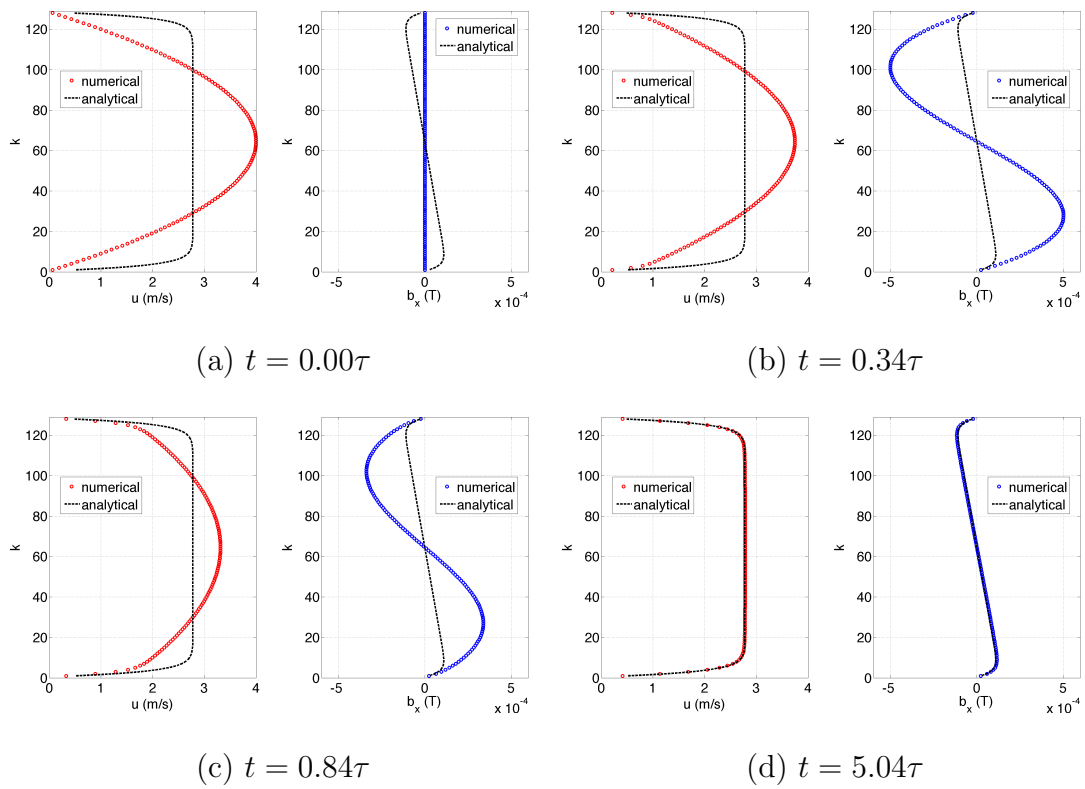 120
100
80
60
40
20
0
k
numerical
analytical
0 1 2 3 4
u (m/s)
120
100
80
60
40
20
0
k
numerical
analytical
-5 0 5
b_x (T)
x 10^-4
(a) t = 0.00τ
120
100
80
60
40
20
0
k
numerical
analytical
0 1 2 3 4
u (m/s)
120
100
80
60
40
20
0
k
numerical
analytical
-5 0 5
b_x (T)
x 10^-4
(b) t = 0.34τ
120
100
80
60
40
20
0
k
numerical
analytical
0 1 2 3 4
u (m/s)
120
100
80
60
40
20
0
k
numerical
analytical
-5 0 5
b_x (T)
x 10^-4
(c) t = 0.84τ
120
100
80
60
40
20
0
k
numerical
analytical
0 1 2 3 4
u (m/s)
120
100
80
60
40
20
0
k
numerical
analytical
-5 0 5
b_x (T)
x 10^-4
(d) t = 5.04τ